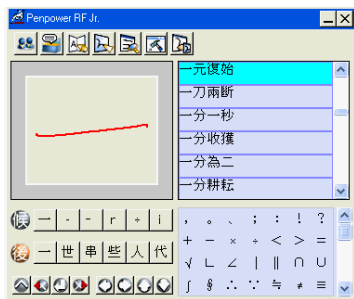 Penpower RF Jr.
一元復始
一刀兩斷
一分一秒
一分收獲
一分為二
一分耕耘
候 一 - - r ÷ i
後 一 世 串 些 人 代
， 。 、 ； ： ！ ？
+ － × ÷ < > =
√ ∟ ∠ ∣ ∥ ∩ ∪
∫ ∮ ∴ ∵ ≒ ≠ ≡